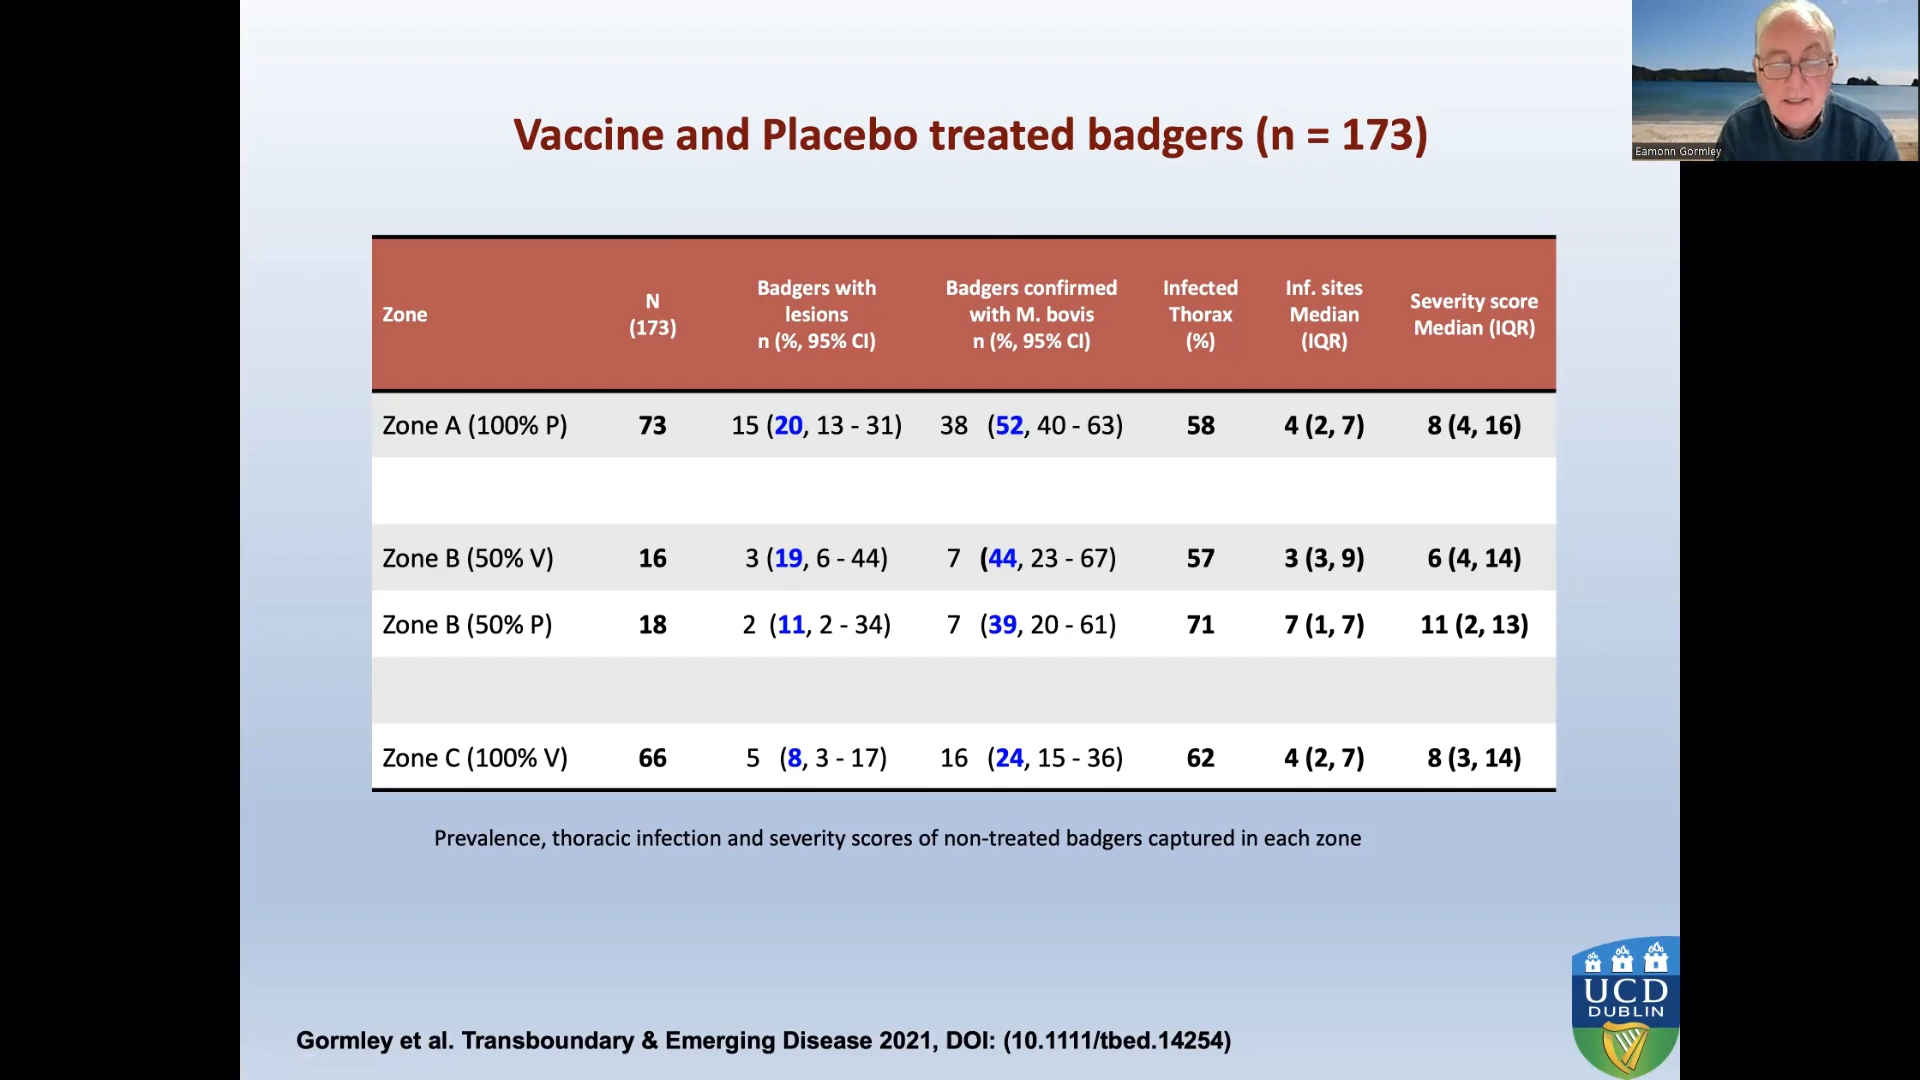 Vaccine and Placebo treated badgers (n = 173)
Eamonn Gormley
Zone
N
(173)
Badgers with
lesions
n (%, 95% CI)
Badgers confirmed
with M. bovis
n (%, 95% CI)
Infected
Thorax
(%)
Inf. sites
Median
(IQR)
Severity score
Median (IQR)
Zone A (100% P) 73 15 (20, 13 - 31) 38 (52, 40 - 63) 58 4 (2, 7) 8 (4, 16)
Zone B (50% V) 16 3 (19, 6 - 44) 7 (44, 23 - 67) 57 3 (3, 9) 6 (4, 14)
Zone B (50% P) 18 2 (11, 2 - 34) 7 (39, 20 - 61) 71 7 (1, 7) 11 (2, 13)
Zone C (100% V) 66 5 (8, 3 - 17) 16 (24, 15 - 36) 62 4 (2, 7) 8 (3, 14)
Prevalence, thoracic infection and severity scores of non-treated badgers captured in each zone
Gormley et al. Transboundary & Emerging Disease 2021, DOI: (10.1111/tbed.14254)
UCD
DUBLIN